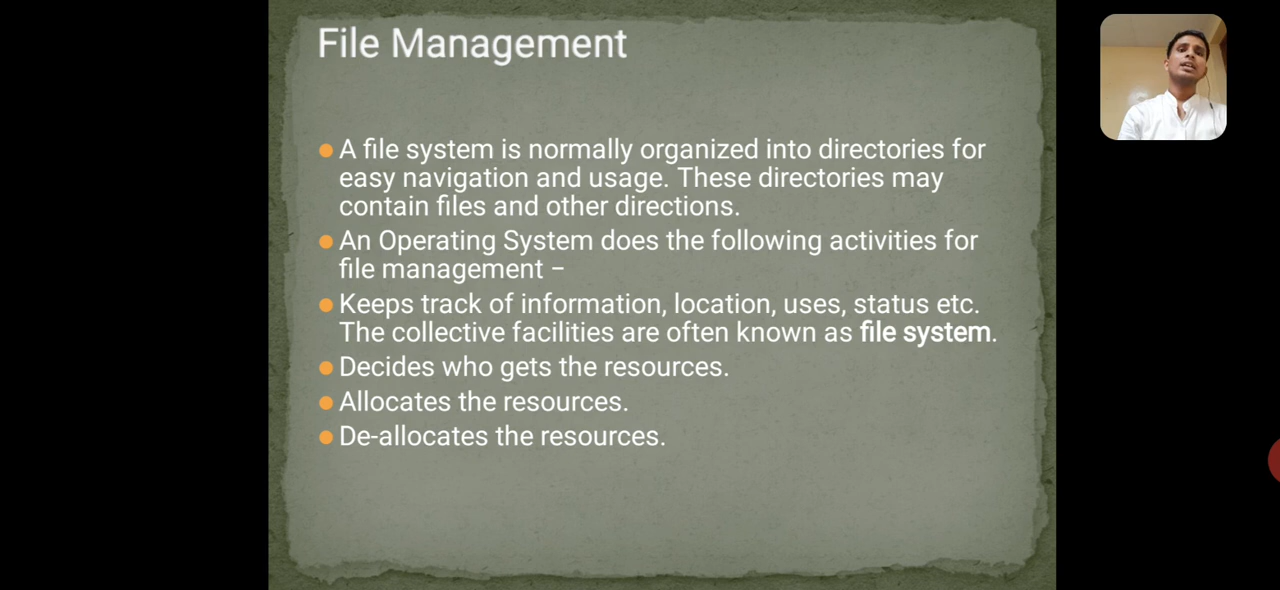 File Management
A file system is normally organized into directories for
easy navigation and usage. These directories may
contain files and other directions.
An Operating System does the following activities for
file management −
Keeps track of information, location, uses, status etc.
The collective facilities are often known as file system.
Decides who gets the resources.
Allocates the resources.
De-allocates the resources.